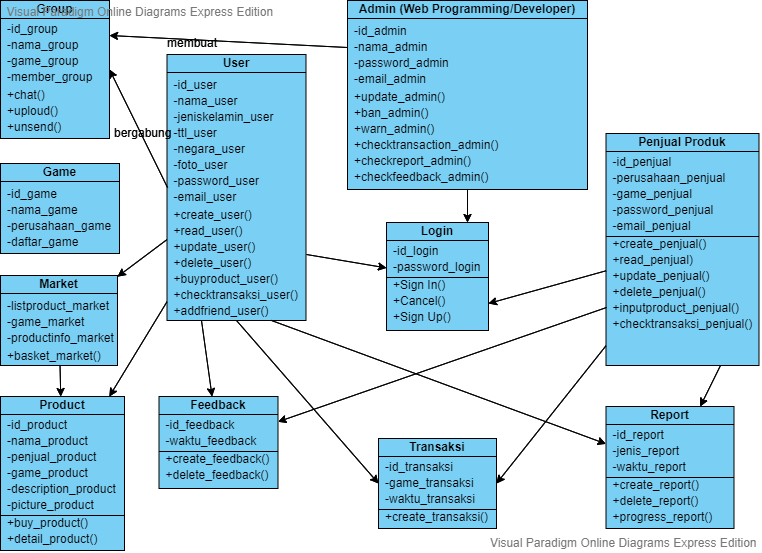 Visual Paradigm Online Diagrams Express Edition
Group
-id_group
-nama_group
-game_group
-member_group
+chat()
+uploud()
+unsend()
membuat
bergabung
Admin (Web Programming/Developer)
-id_admin
-nama_admin
-password_admin
-email_admin
+update_admin()
+ban_admin()
+warn_admin()
+checktransaction_admin()
+checkreport_admin()
+checkfeedback_admin()
User
-id_user
-nama_user
-jeniskelamin_user
-ttl_user
-negara_user
-foto_user
-password_user
-email_user
+create_user()
+read_user()
+update_user()
+delete_user()
+buyproduct_user()
+checktransaksi_user()
+addfriend_user()
Penjual Produk
-id_penjual
-perusahaan_penjual
-game_penjual
-password_penjual
-email_penjual
+create_penjual()
+read_penjual)
+update_penjual()
+delete_penjual()
+inputproduct_penjual()
+checktransaksi_penjual()
Game
-id_game
-nama_game
-perusahaan_game
-daftar_game
Login
-id_login
-password_login
+Sign In()
+Cancel()
+Sign Up()
Market
-listproduct_market
-game_market
-productinfo_market
+basket_market()
Product
-id_product
-nama_product
-penjual_product
-game_product
-description_product
-picture_product
+buy_product()
+detail_product()
Feedback
-id_feedback
-waktu_feedback
+create_feedback()
+delete_feedback()
Transaksi
-id_transaksi
-game_transaksi
-waktu_transaksi
+create_transaksi()
Report
-id_report
-jenis_report
-waktu_report
+create_report()
+delete_report()
+progress_report()
Visual Paradigm Online Diagrams Express Edition